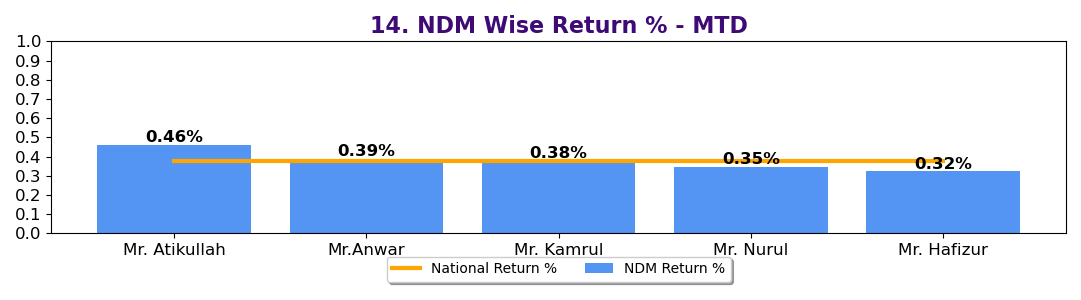 14. NDM Wise Return % - MTD
1.0
0.9
0.8
0.7
0.6
0.5
0.4
0.3
0.2
0.1
0.0
0.46%
0.39%
0.38%
0.35%
0.32%
Mr. Atikullah
Mr.Anwar
Mr. Kamrul
Mr. Nurul
Mr. Hafizur
National Return %
NDM Return %